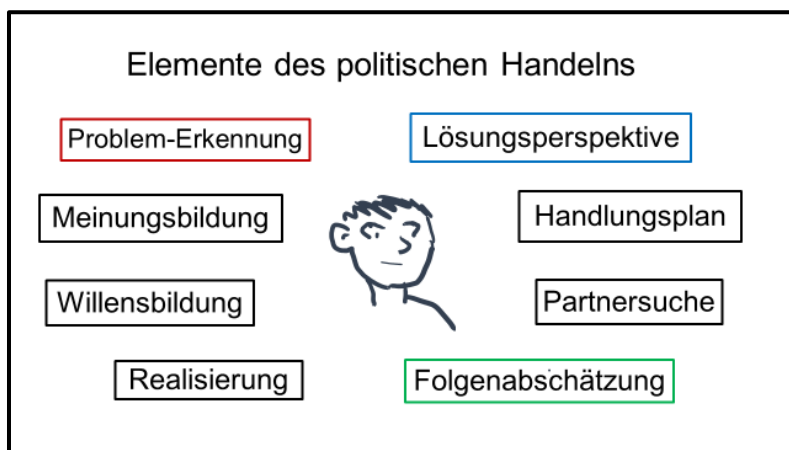 Elemente des politischen Handelns
Problem-Erkennung
Lösungsperspektive
Meinungsbildung
Handlungsplan
Willensbildung
Partnersuche
Realisierung
Folgenabschätzung